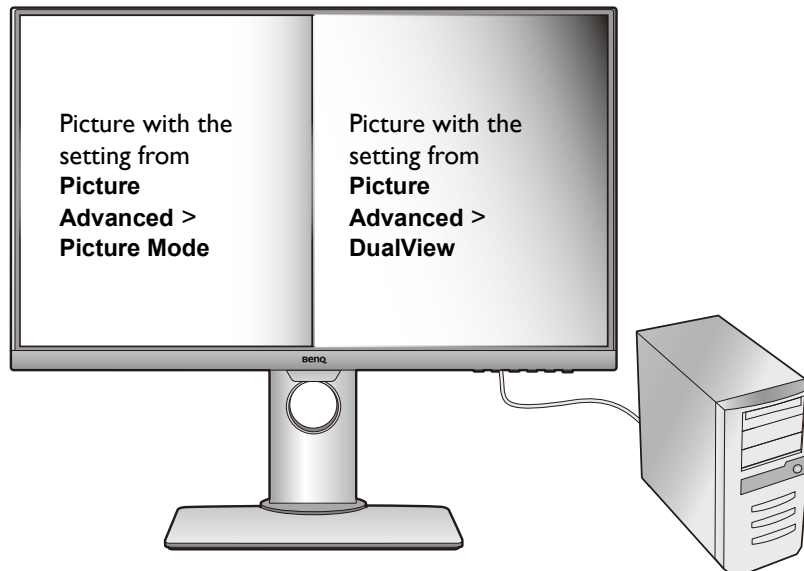 Picture with the
setting from
Picture
Advanced >
Picture Mode
Picture with the
setting from
Picture
Advanced >
DualView
BenQ